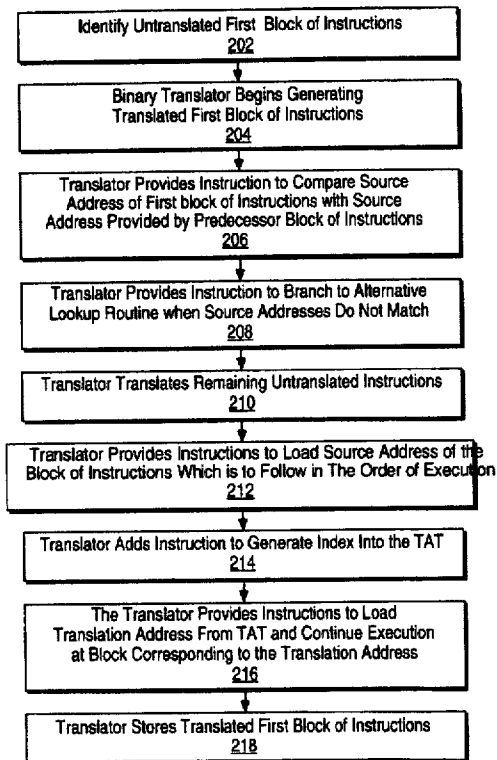 Identify Untranslated First Block of Instructions
202
Binary Translator Begins Generating
Translated First Block of Instructions
204
Translator Provides Instruction to Compare Source
Address of First block of Instructions with Source
Address Provided by Predecessor Block of Instructions
206
Translator Provides Instruction to Branch to Alternative
Lookup Routine when Source Addresses Do Not Match
208
Translator Translates Remaining Untranslated Instructions
210
Translator Provides Instructions to Load Source Address of the
Block of Instructions Which is to Follow in The Order of Execution
212
Translator Adds Instruction to Generate Index Into the TAT
214
The Translator Provides Instructions to Load
Translation Address From TAT and Continue Execution
at Block Corresponding to the Translation Address
216
Translator Stores Translated First Block of Instructions
218